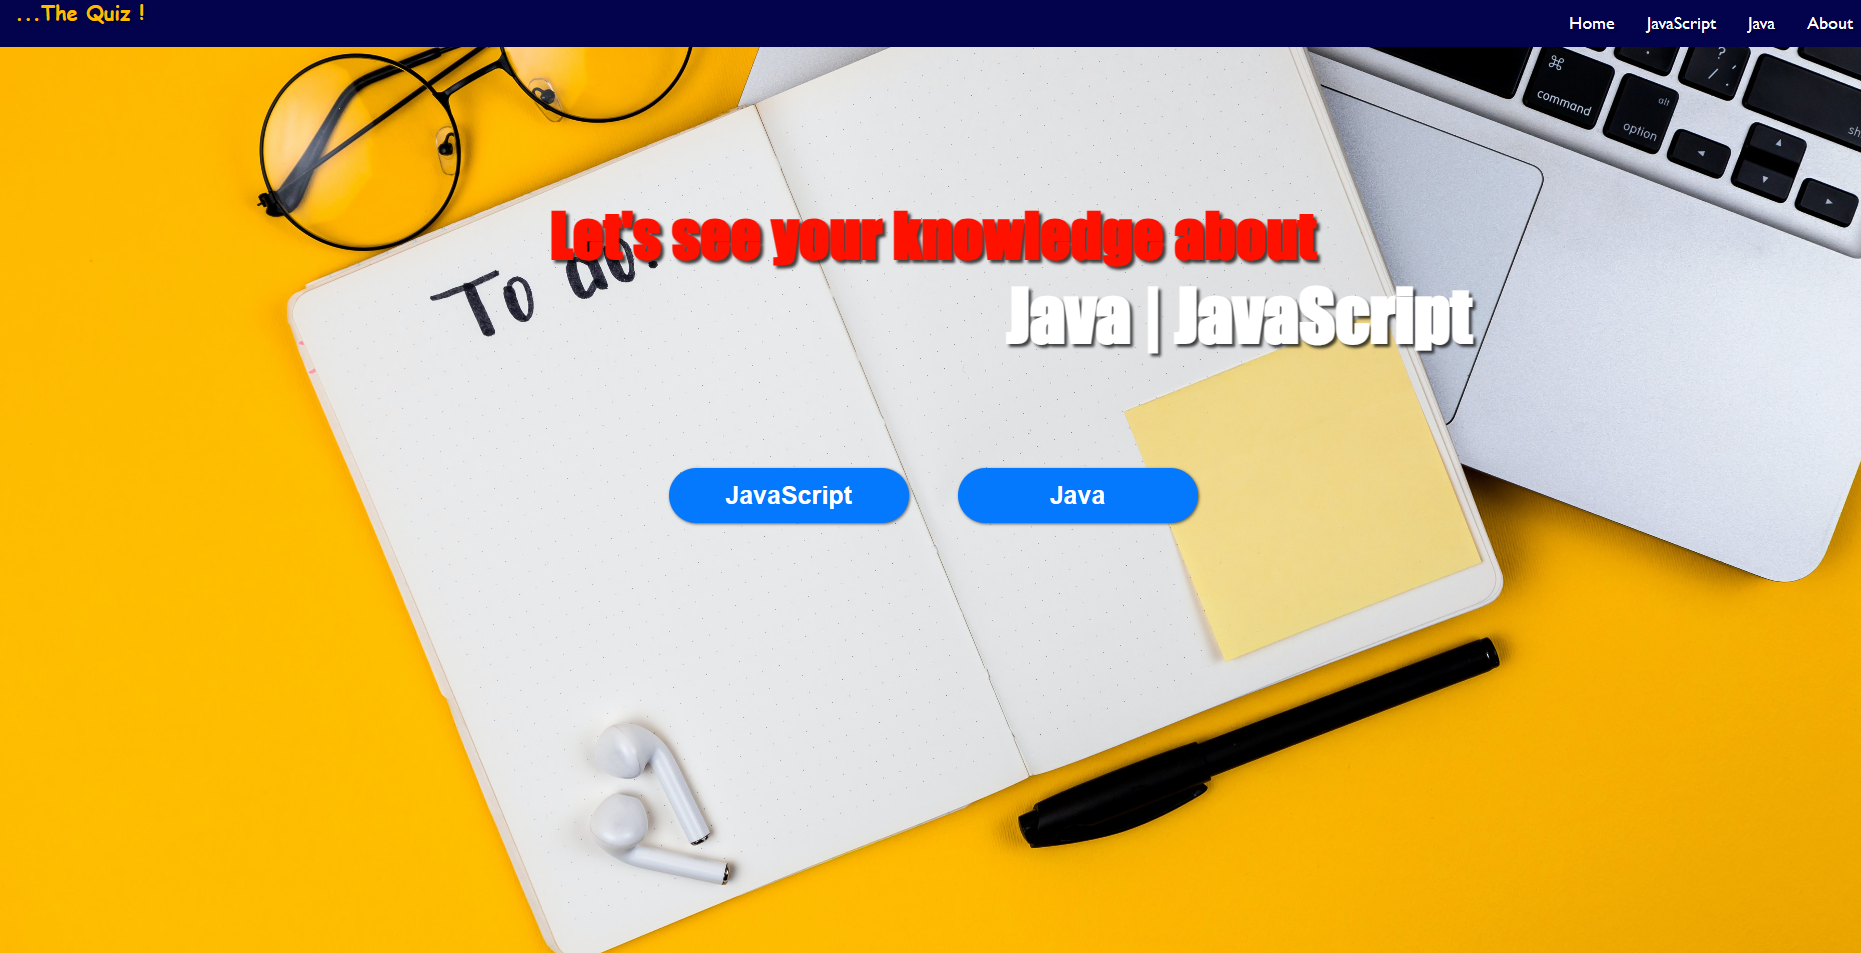 ...The Quiz !
Home JavaScript Java About
Let's see your knowledge about
To do.
Java | JavaScript
JavaScript Java
⌘
command
alt
option
?
/